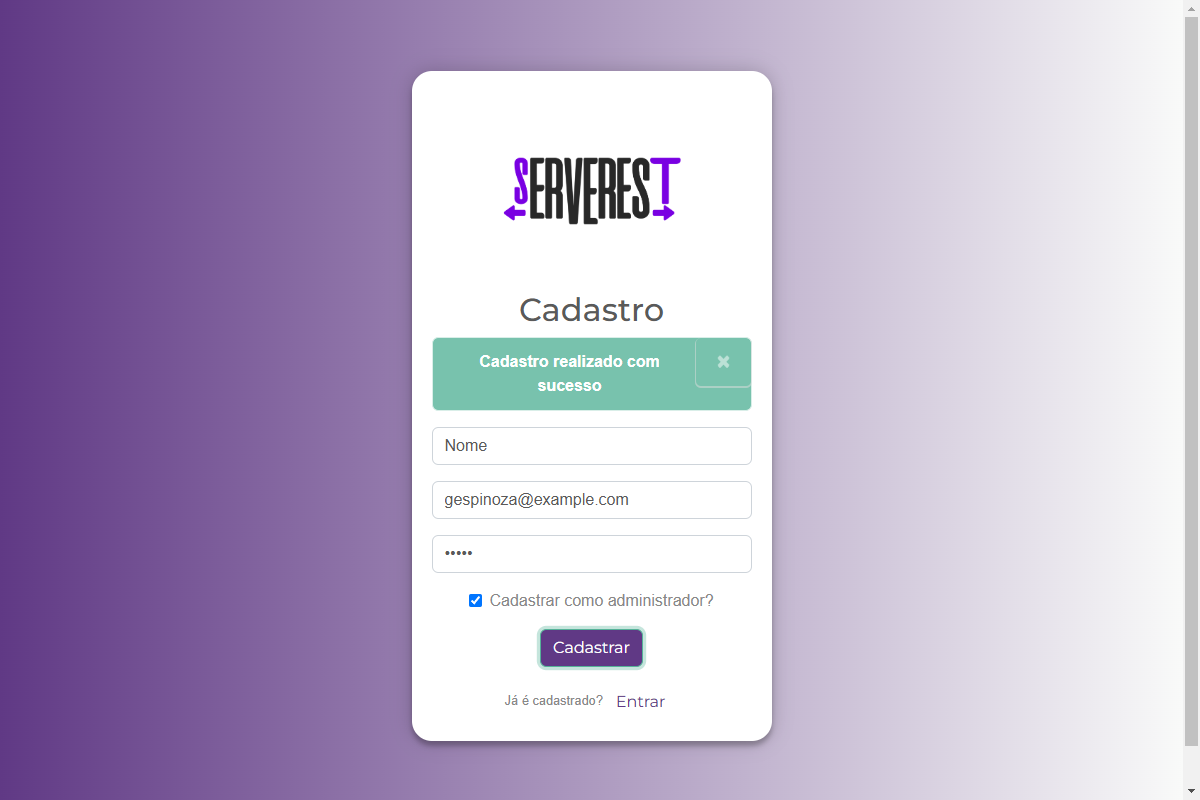 SERVEREST
Cadastro
Cadastro realizado com
sucesso
Nome
gespinoza@example.com
•••••
Cadastrar como administrador?
Cadastrar
Já é cadastrado? Entrar